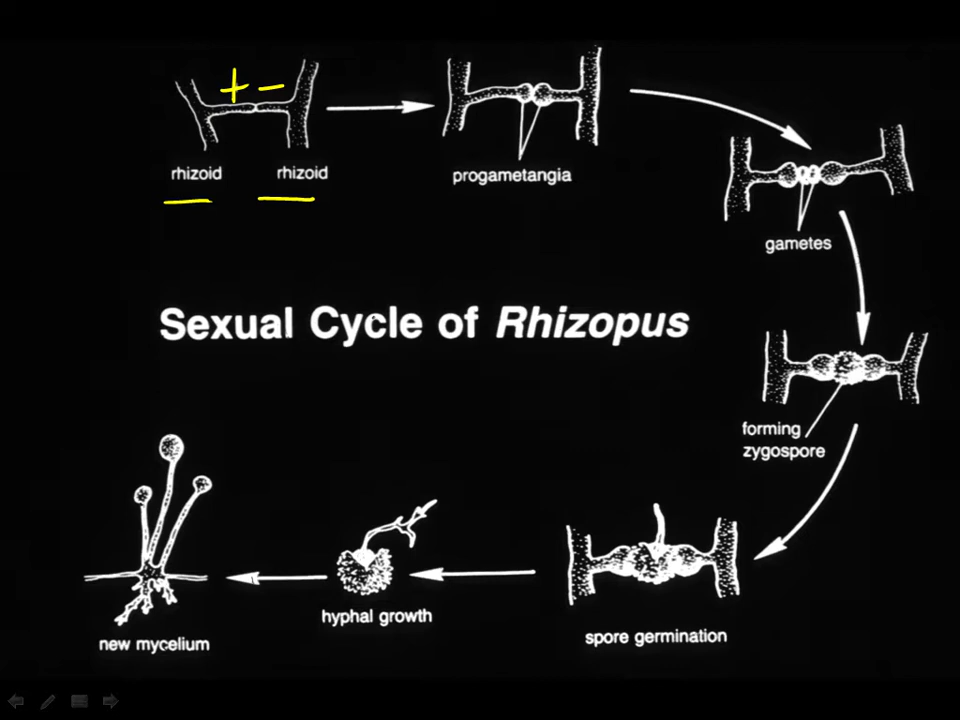 + −
rhizoid
rhizoid
progametangia
gametes
Sexual Cycle of Rhizopus
forming
zygospore
spore germination
hyphal growth
new mycelium